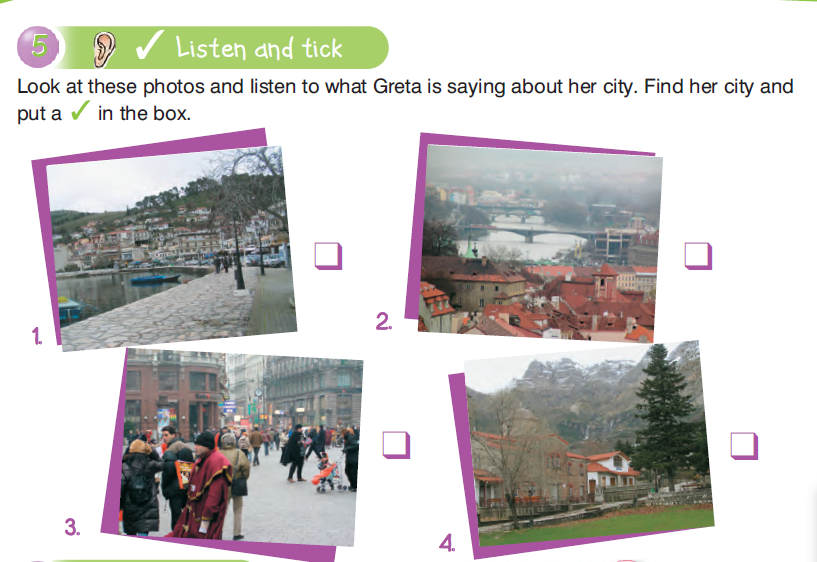 5 Listen and tick
Look at these photos and listen to what Greta is saying about her city. Find her city and
put a ✓ in the box.
1.
2.
3.
4.